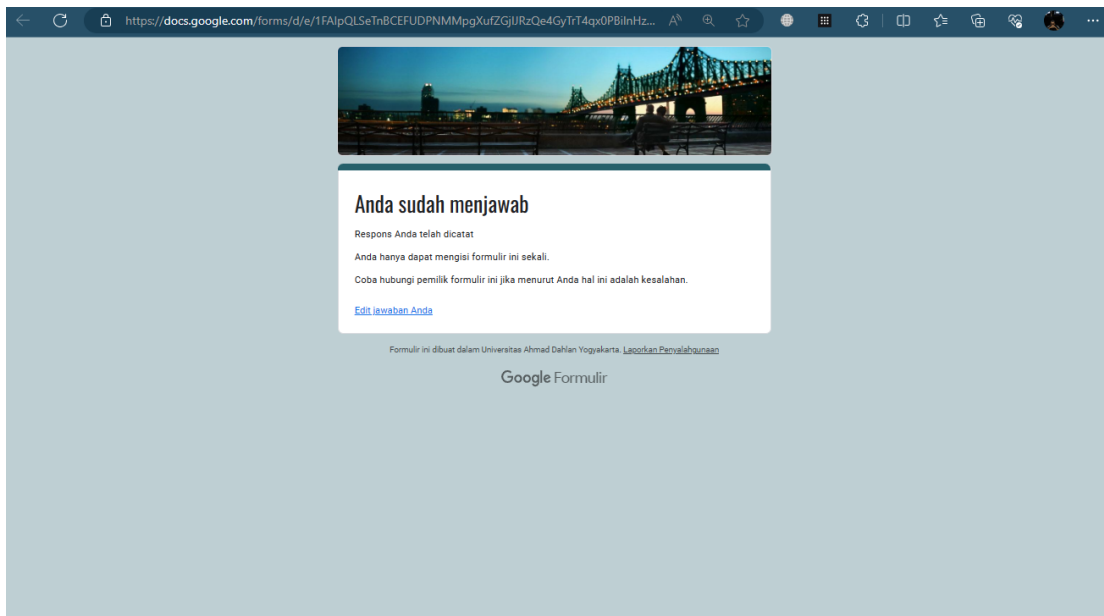 https://docs.google.com/forms/d/e/1FAIpQLSeTnBCEFUDPNMMpgXufZGjlJRzQe4GyTrT4qx0PBilnHz...
Anda sudah menjawab
Respons Anda telah dicatat
Anda hanya dapat mengisi formulir ini sekali.
Coba hubungi pemilik formulir ini jika menurut Anda hal ini adalah kesalahan.
Edit jawaban Anda
Formulir ini dibuat dalam Universitas Ahmad Dahlan Yogyakarta. Laporkan Penyalahgunaan
Google Formulir